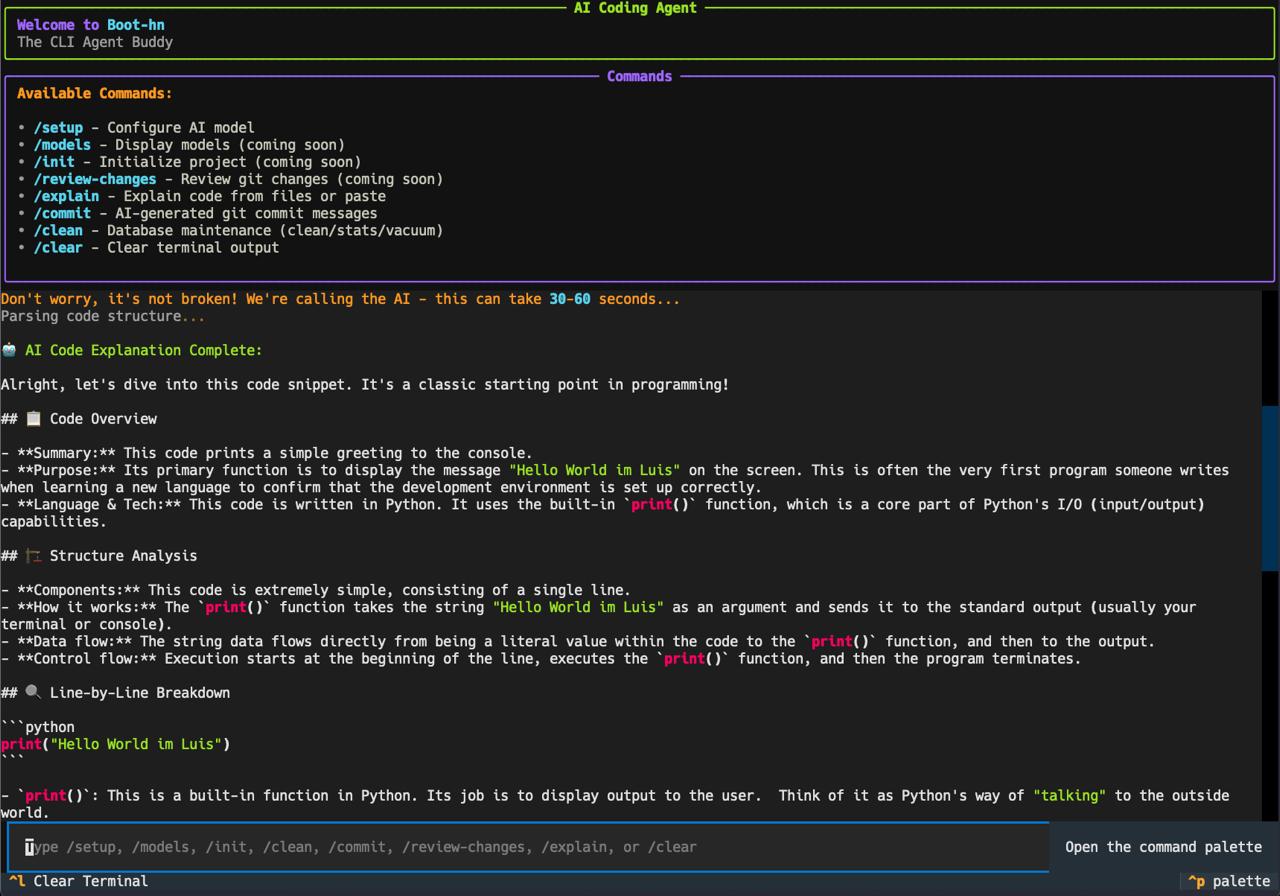 AI Coding Agent
Welcome to Boot-hn
The CLI Agent Buddy
Commands
Available Commands:
• /setup – Configure AI model
• /models – Display models (coming soon)
• /init – Initialize project (coming soon)
• /review-changes – Review git changes (coming soon)
• /explain – Explain code from files or paste
• /commit – AI-generated git commit messages
• /clean – Database maintenance (clean/stats/vacuum)
• /clear – Clear terminal output
Don't worry, it's not broken! We're calling the AI – this can take 30-60 seconds...
Parsing code structure...
🤖 AI Code Explanation Complete:
Alright, let's dive into this code snippet. It's a classic starting point in programming!
## 📋 Code Overview
- **Summary:** This code prints a simple greeting to the console.
- **Purpose:** Its primary function is to display the message "Hello World im Luis" on the screen. This is often the very first program someone writes
when learning a new language to confirm that the development environment is set up correctly.
- **Language & Tech:** This code is written in Python. It uses the built-in `print()` function, which is a core part of Python's I/O (input/output)
capabilities.
## 🏗️ Structure Analysis
- **Components:** This code is extremely simple, consisting of a single line.
- **How it works:** The `print()` function takes the string "Hello World im Luis" as an argument and sends it to the standard output (usually your
terminal or console).
- **Data flow:** The string data flows directly from being a literal value within the code to the `print()` function, and then to the output.
- **Control flow:** Execution starts at the beginning of the line, executes the `print()` function, and then the program terminates.
## 🔍 Line-by-Line Breakdown
```python
print("Hello World im Luis")
```
- `print()`: This is a built-in function in Python. Its job is to display output to the user.  Think of it as Python's way of "talking" to the outside
world.
Type /setup, /models, /init, /clean, /commit, /review-changes, /explain, or /clear
Open the command palette
^l Clear Terminal
^p palette